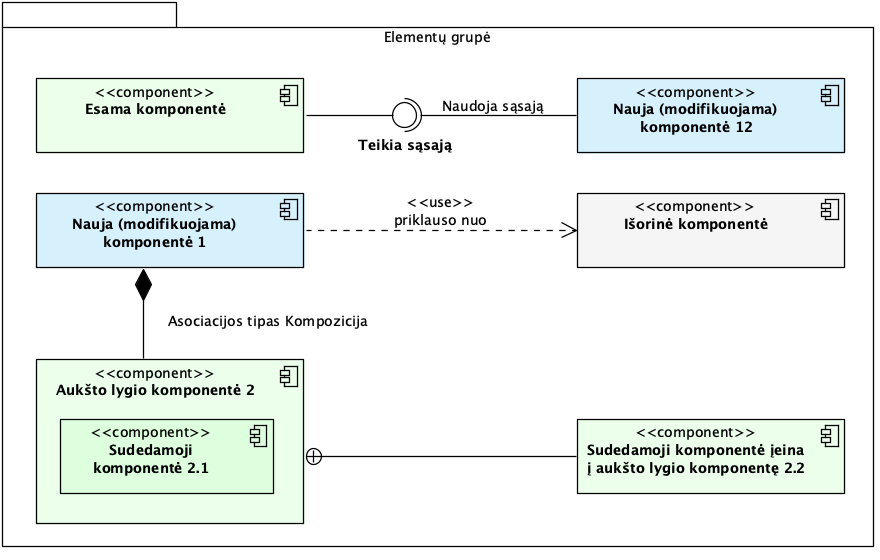 Elementų grupė
<<component>>
Esama komponentė
Naudoja sąsają
Teikia sąsają
<<component>>
Nauja (modifikuojama)
komponentė 12
<<component>>
Nauja (modifikuojama)
komponentė 1
<<use>>
priklauso nuo
<<component>>
Išorinė komponentė
Asociacijos tipas Kompozicija
<<component>>
Aukšto lygio komponentė 2
<<component>>
Sudedamoji
komponentė 2.1
<<component>>
Sudedamoji komponentė įeina
į aukšto lygio komponentę 2.2